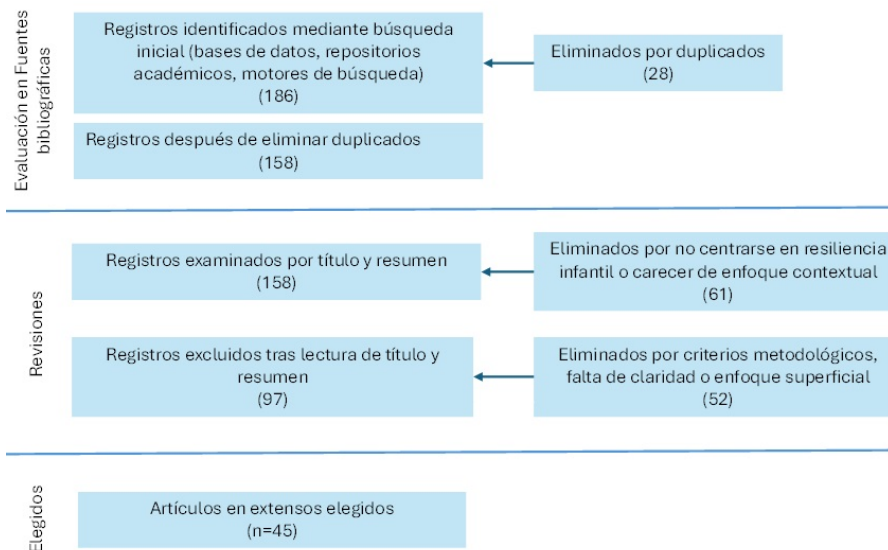 Evaluación en Fuentes
bibliográficas
Registros identificados mediante búsqueda
inicial (bases de datos, repositorios
académicos, motores de búsqueda)
(186)
Eliminados por duplicados
(28)
Registros después de eliminar duplicados
(158)
Revisiones
Registros examinados por título y resumen
(158)
Eliminados por no centrarse en resiliencia
infantil o carecer de enfoque contextual
(61)
Registros excluidos tras lectura de título y
resumen
(97)
Eliminados por criterios metodológicos,
falta de claridad o enfoque superficial
(52)
Elegidos
Artículos en extensos elegidos
(n=45)